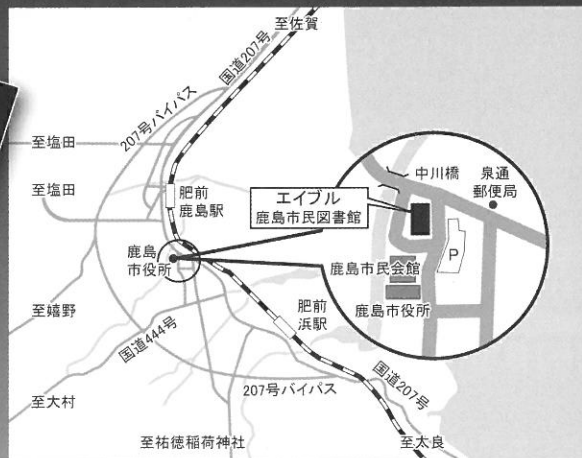 至佐賀
国道207号
207号バイパス
至塩田
至塩田
肥前
鹿島駅
鹿島
市役所
至嬉野
国道444号
至大村
至祐徳稲荷神社
207号バイパス
肥前
浜駅
国道207号
至太良
中川橋
泉通
郵便局
エイブル
鹿島市民図書館
P
鹿島市民会館
鹿島市役所